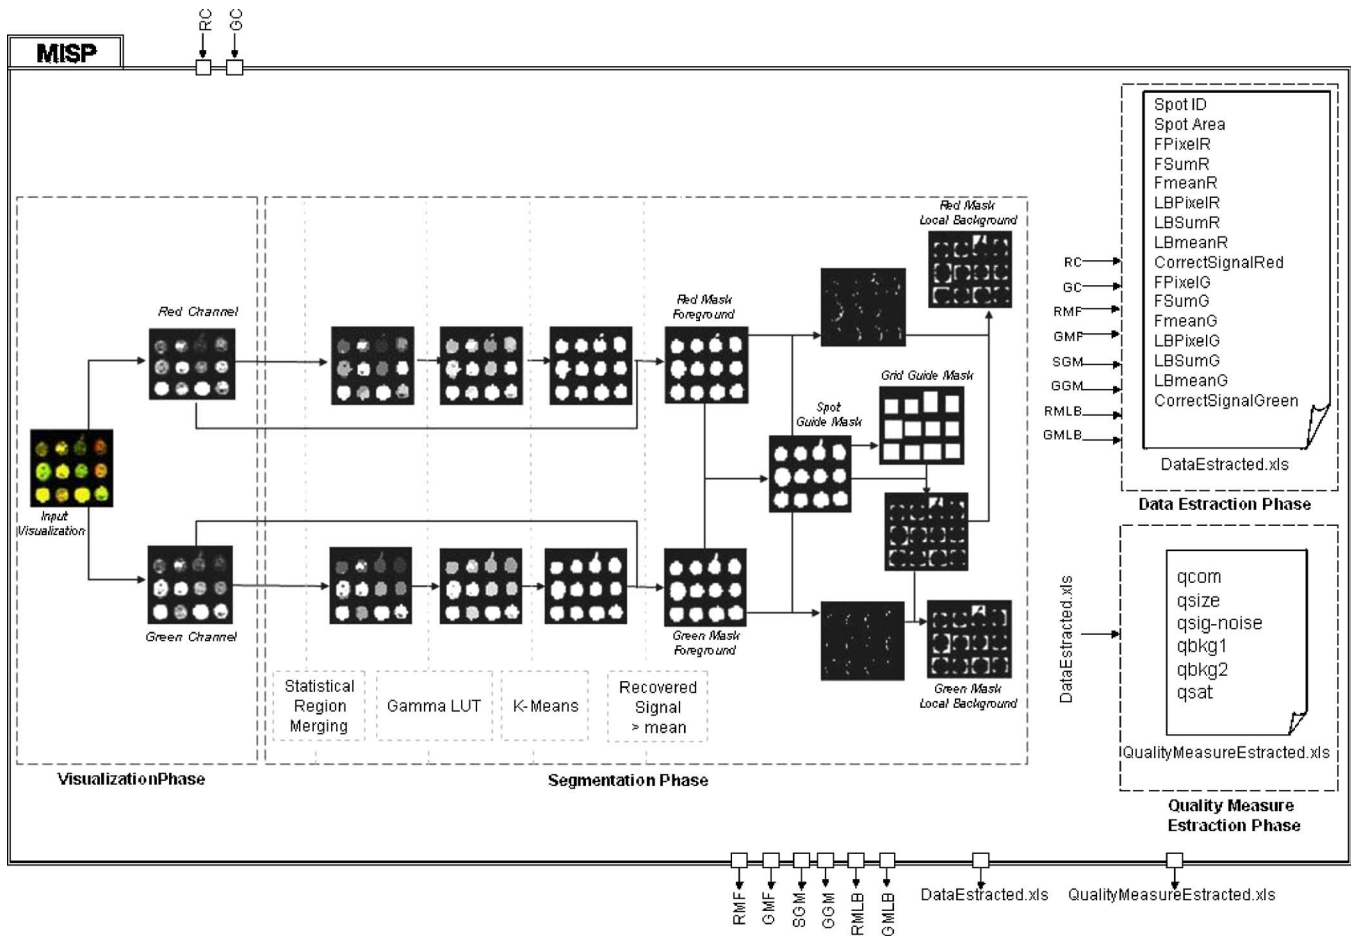 RC
GC
MISP
Spot ID
Spot Area
FPixelR
FSumR
FmeanR
LBPixelR
LBSumR
LBmeanR
CorrectSignalRed
FPixelG
FSumG
FmeanG
LBPixelG
LBSumG
LBmeanG
CorrectSignalGreen
DataEstracted.xls
Data Estraction Phase
RC
GC
RMF
GMF
SGM
GGM
RMLB
GMLB
Red Mask
Local Background
Red Channel
Red Mask
Foreground
Grid Guide Mask
Spot
Guide Mask
Input
Visualization
Green Channel
Green Mask
Foreground
Green Mask
Local Background
Statistical
Region
Merging
Gamma LUT
K-Means
Recovered
Signal
> mean
VisualizationPhase
Segmentation Phase
DataEstracted.xls
qcom
qsize
qsig-noise
qbkg1
qbkg2
qsat
QualityMeasureEstracted.xls
Quality Measure
Estraction Phase
RMF
GMF
SGM
GGM
RMLB
GMLB
DataEstracted.xls
QualityMeasureEstracted.xls